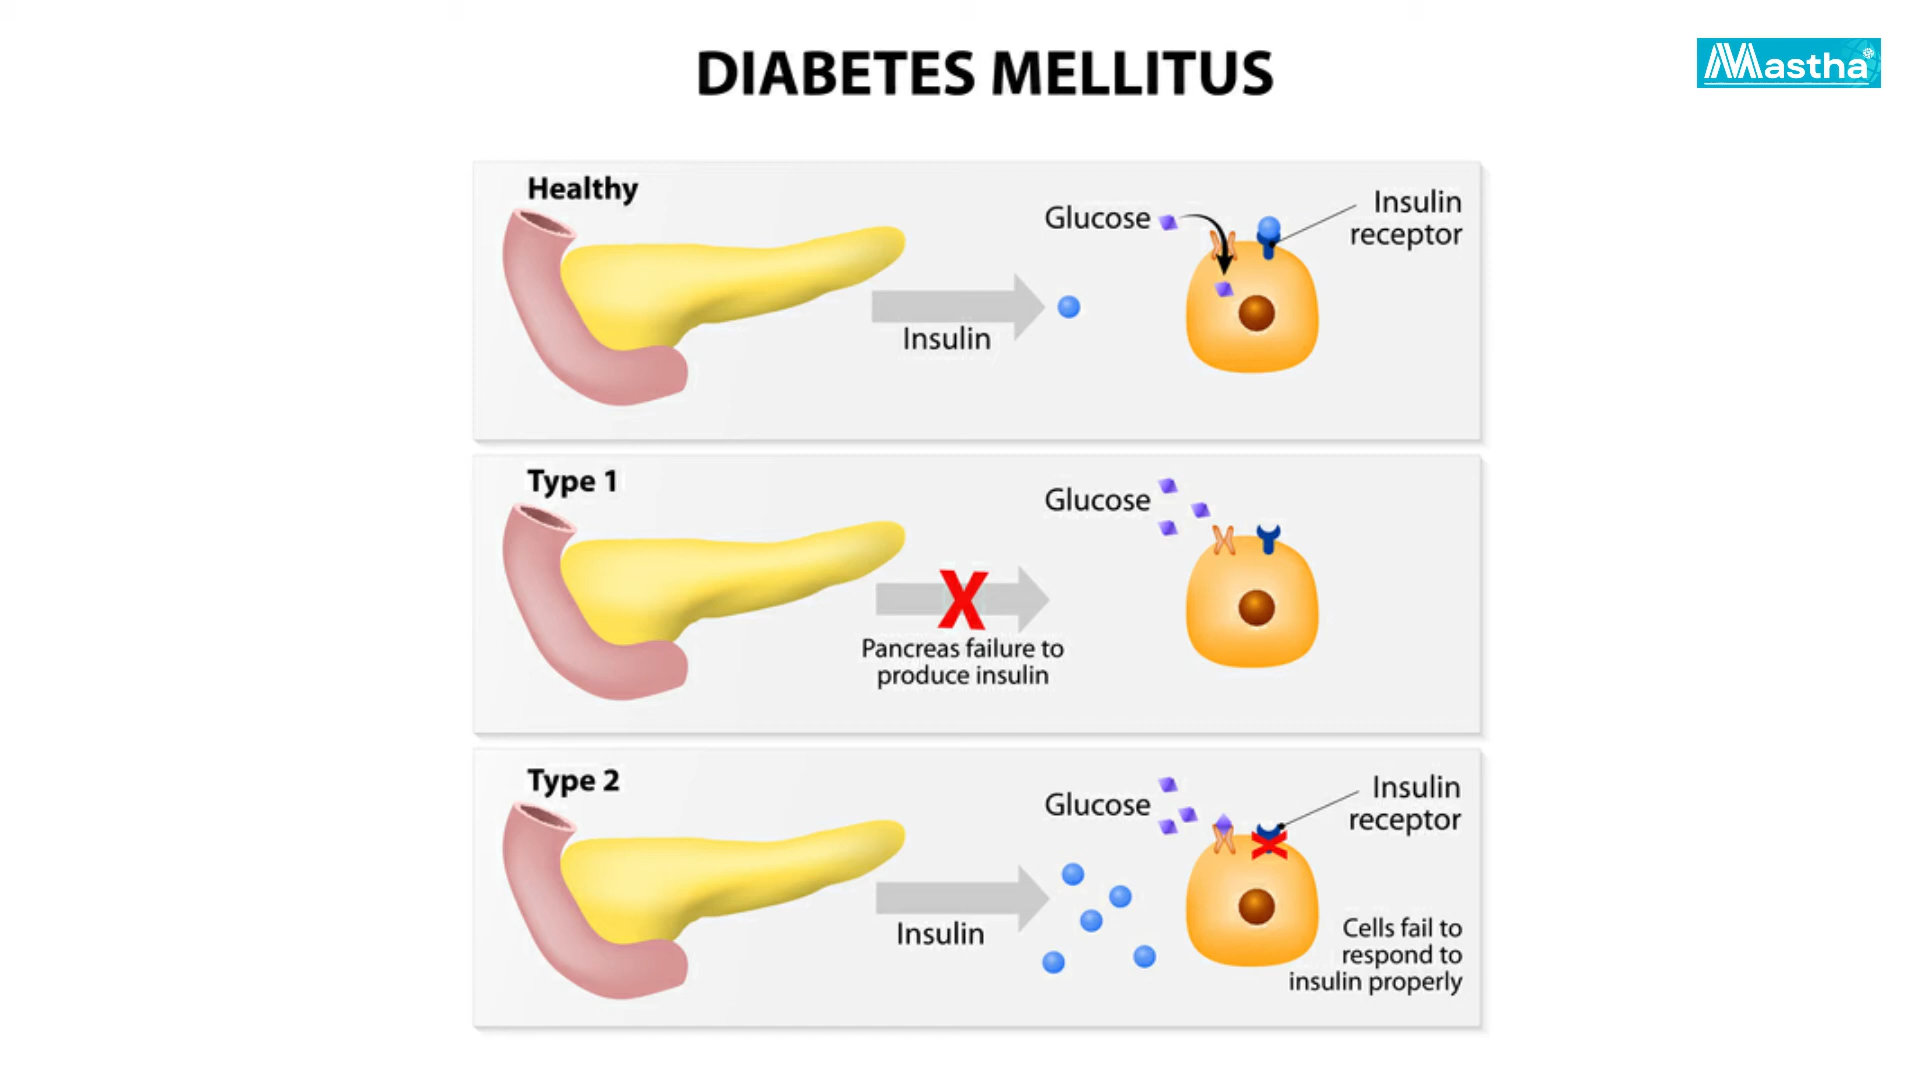 DIABETES MELLITUS
Mastha
Healthy
Glucose
Insulin
receptor
Insulin
Type 1
Glucose
X
Pancreas failure to
produce insulin
Type 2
Glucose
Insulin
receptor
Insulin
Cells fail to
respond to
insulin properly